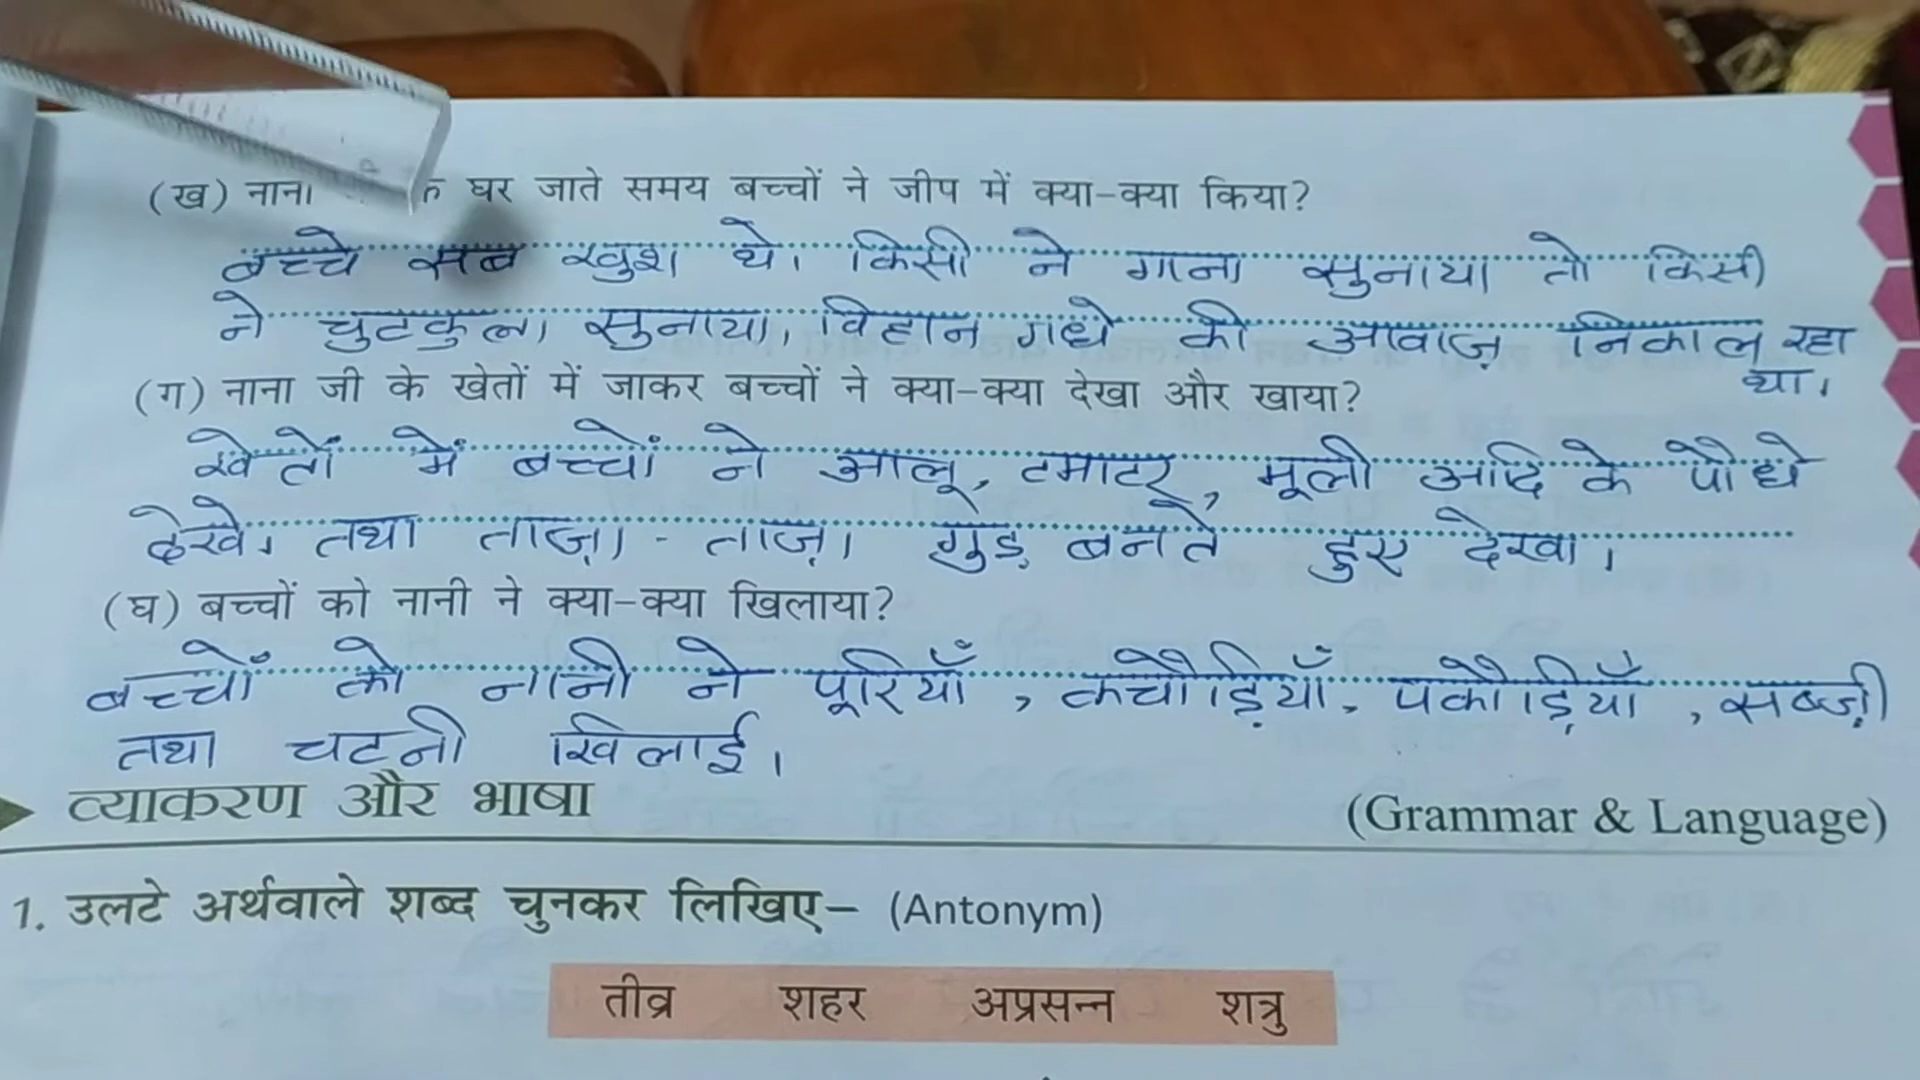 (ख) नाना घर जाते समय बच्चों ने जीप में क्या-क्या किया?
बच्चे सब खुश थे। किसी ने गाना सुनाया तो किसी
ने चुटकुला सुनाया, विहान गधे की आवाज़ निकाल रहा
था।
(ग) नाना जी के खेतों में जाकर बच्चों ने क्या-क्या देखा और खाया?
खेतों में बच्चों ने आलू, टमाटर, मूली आदि के पौधे
देखे। तथा ताज़ा - ताज़ा गुड़ बनते हुए देखा।
(घ) बच्चों को नानी ने क्या-क्या खिलाया?
बच्चों को नानी ने पूरियाँ, कचौड़ियाँ, पकौड़ियाँ, सब्ज़ी
तथा चटनी खिलाई।
व्याकरण और भाषा (Grammar & Language)
1. उलटे अर्थवाले शब्द चुनकर लिखिए– (Antonym)
तीव्र शहर अप्रसन्न शत्रु